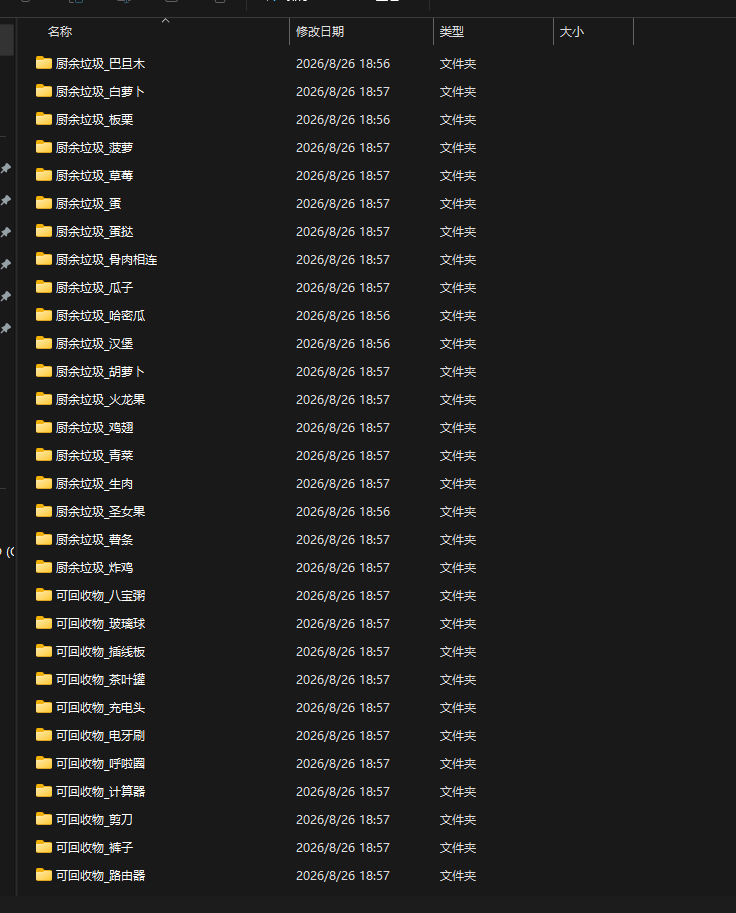 名称 修改日期 类型 大小
厨余垃圾_巴旦木 2026/8/26 18:56 文件夹
厨余垃圾_白萝卜 2026/8/26 18:57 文件夹
厨余垃圾_板栗 2026/8/26 18:56 文件夹
厨余垃圾_菠萝 2026/8/26 18:57 文件夹
厨余垃圾_草莓 2026/8/26 18:57 文件夹
厨余垃圾_蛋 2026/8/26 18:57 文件夹
厨余垃圾_蛋挞 2026/8/26 18:57 文件夹
厨余垃圾_骨肉相连 2026/8/26 18:57 文件夹
厨余垃圾_瓜子 2026/8/26 18:57 文件夹
厨余垃圾_哈密瓜 2026/8/26 18:56 文件夹
厨余垃圾_汉堡 2026/8/26 18:56 文件夹
厨余垃圾_胡萝卜 2026/8/26 18:57 文件夹
厨余垃圾_火龙果 2026/8/26 18:57 文件夹
厨余垃圾_鸡翅 2026/8/26 18:57 文件夹
厨余垃圾_青菜 2026/8/26 18:57 文件夹
厨余垃圾_生肉 2026/8/26 18:57 文件夹
厨余垃圾_圣女果 2026/8/26 18:56 文件夹
厨余垃圾_薯条 2026/8/26 18:57 文件夹
厨余垃圾_炸鸡 2026/8/26 18:57 文件夹
可回收物_八宝粥 2026/8/26 18:57 文件夹
可回收物_玻璃球 2026/8/26 18:57 文件夹
可回收物_插线板 2026/8/26 18:57 文件夹
可回收物_茶叶罐 2026/8/26 18:57 文件夹
可回收物_充电头 2026/8/26 18:57 文件夹
可回收物_电牙刷 2026/8/26 18:57 文件夹
可回收物_呼啦圈 2026/8/26 18:57 文件夹
可回收物_计算器 2026/8/26 18:57 文件夹
可回收物_剪刀 2026/8/26 18:57 文件夹
可回收物_裤子 2026/8/26 18:57 文件夹
可回收物_路由器 2026/8/26 18:57 文件夹